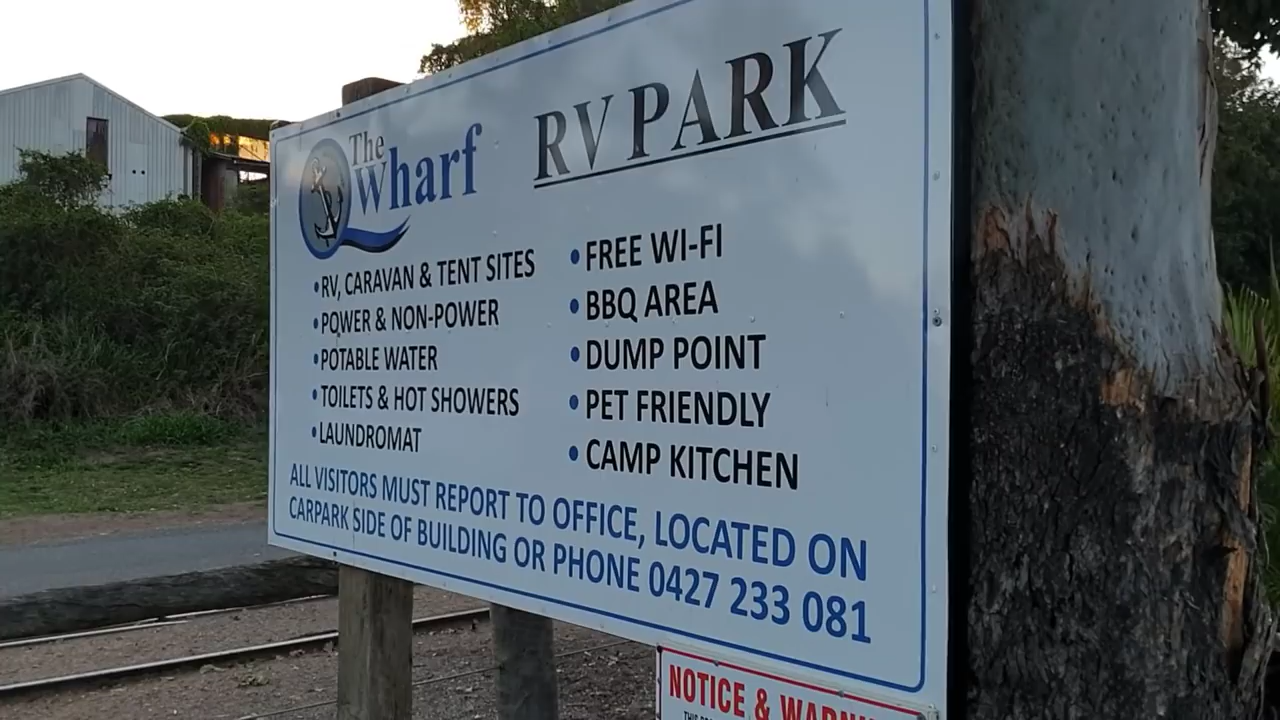 The Wharf
RV PARK
• RV, CARAVAN & TENT SITES
• POWER & NON-POWER
• POTABLE WATER
• TOILETS & HOT SHOWERS
• LAUNDROMAT
• FREE WI-FI
• BBQ AREA
• DUMP POINT
• PET FRIENDLY
• CAMP KITCHEN
ALL VISITORS MUST REPORT TO OFFICE, LOCATED ON
CARPARK SIDE OF BUILDING OR PHONE 0427 233 081
NOTICE &